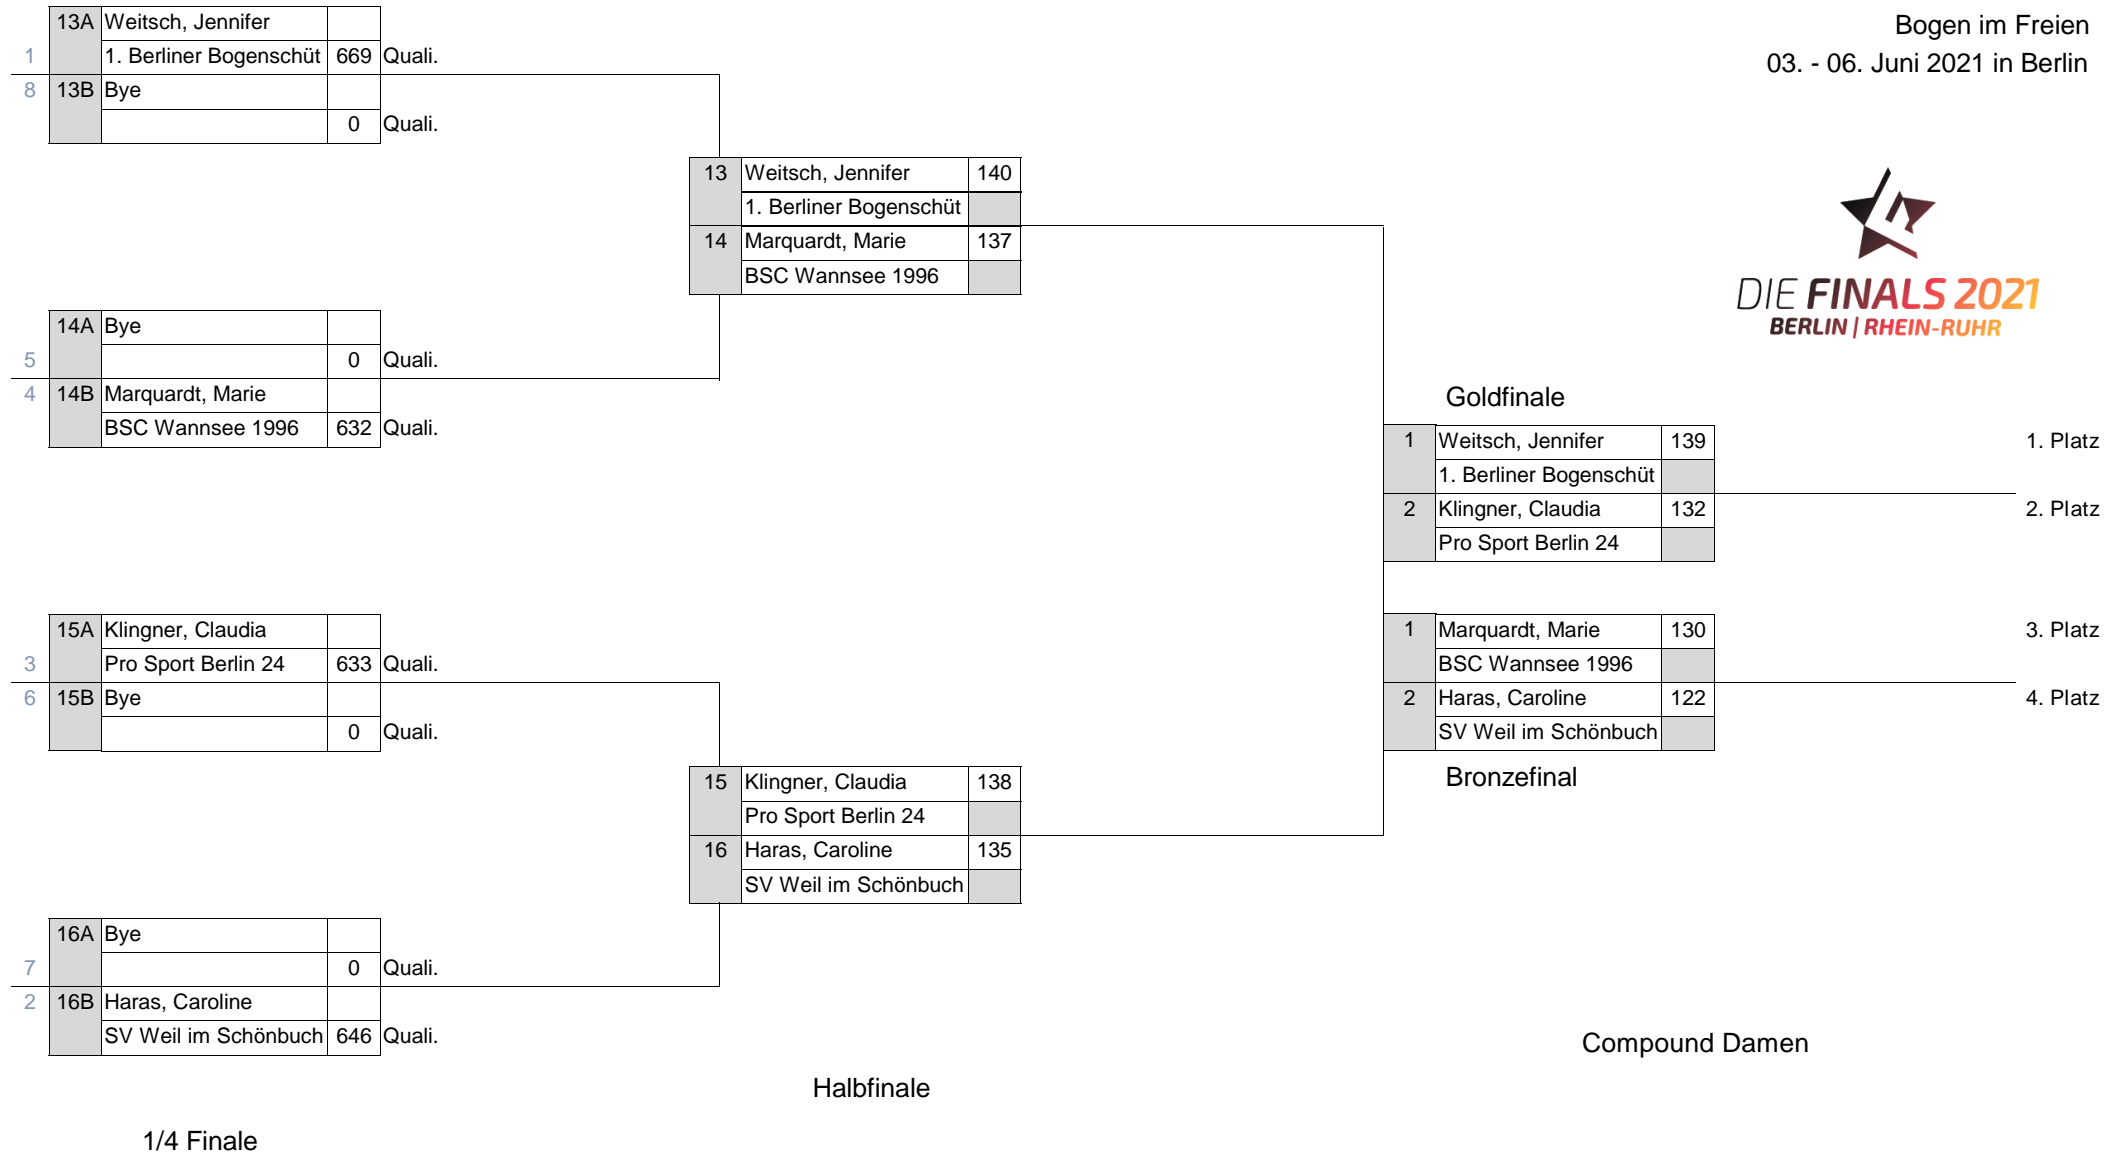 Bogen im Freien
03. - 06. Juni 2021 in Berlin
DIE FINALS 2021
BERLIN | RHEIN-RUHR
13A Weitsch, Jennifer
1 1. Berliner Bogenschüt 669 Quali.
8 13B Bye
0 Quali.
14A Bye
5 0 Quali.
4 14B Marquardt, Marie
BSC Wannsee 1996 632 Quali.
15A Klingner, Claudia
3 Pro Sport Berlin 24 633 Quali.
6 15B Bye
0 Quali.
16A Bye
7 0 Quali.
2 16B Haras, Caroline
SV Weil im Schönbuch 646 Quali.
1/4 Finale
13 Weitsch, Jennifer 140
1. Berliner Bogenschüt
14 Marquardt, Marie 137
BSC Wannsee 1996
15 Klingner, Claudia 138
Pro Sport Berlin 24
16 Haras, Caroline 135
SV Weil im Schönbuch
Halbfinale
Goldfinale
1 Weitsch, Jennifer 139 1. Platz
1. Berliner Bogenschüt
2 Klingner, Claudia 132 2. Platz
Pro Sport Berlin 24
1 Marquardt, Marie 130 3. Platz
BSC Wannsee 1996
2 Haras, Caroline 122 4. Platz
SV Weil im Schönbuch
Bronzefinal
Compound Damen